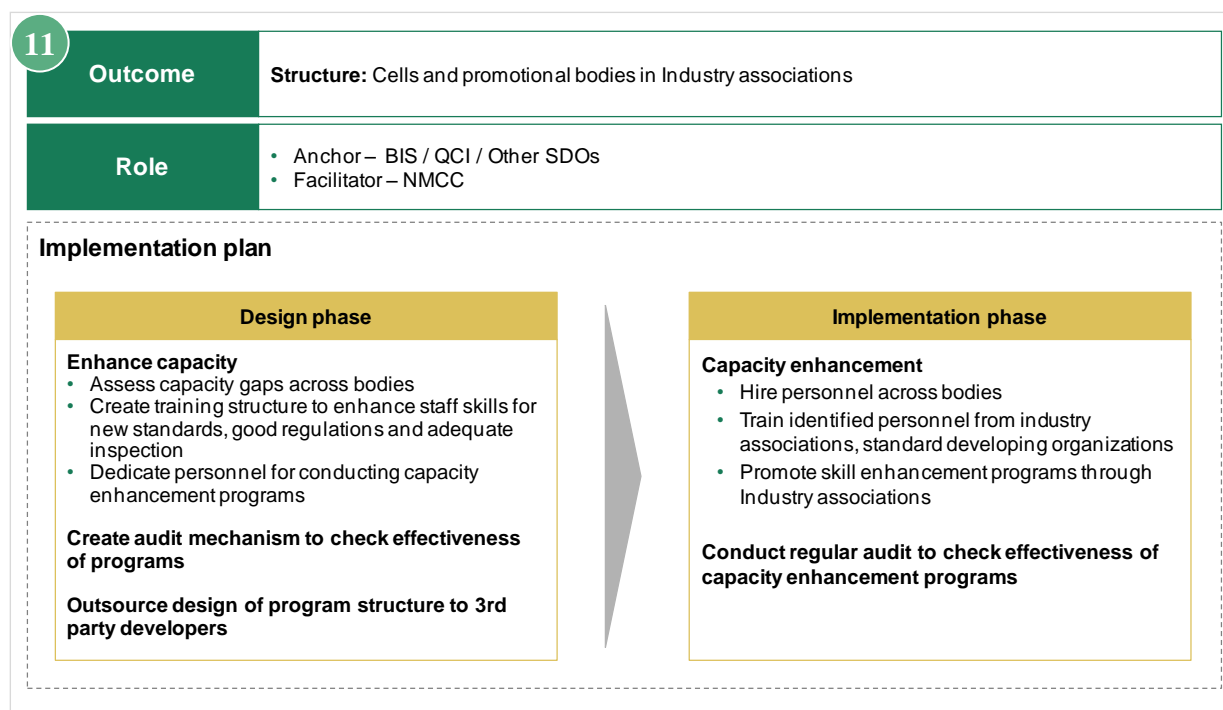 11
Outcome
Structure: Cells and promotional bodies in Industry associations
Role
• Anchor – BIS / QCI / Other SDOs
• Facilitator – NMCC
Implementation plan
Design phase
Enhance capacity
• Assess capacity gaps across bodies
• Create training structure to enhance staff skills for
new standards, good regulations and adequate
inspection
• Dedicate personnel for conducting capacity
enhancement programs
Create audit mechanism to check effectiveness
of programs
Outsource design of program structure to 3rd
party developers
Implementation phase
Capacity enhancement
• Hire personnel across bodies
• Train identified personnel from industry
associations, standard developing organizations
• Promote skill enhancement programs through
Industry associations
Conduct regular audit to check effectiveness of
capacity enhancement programs